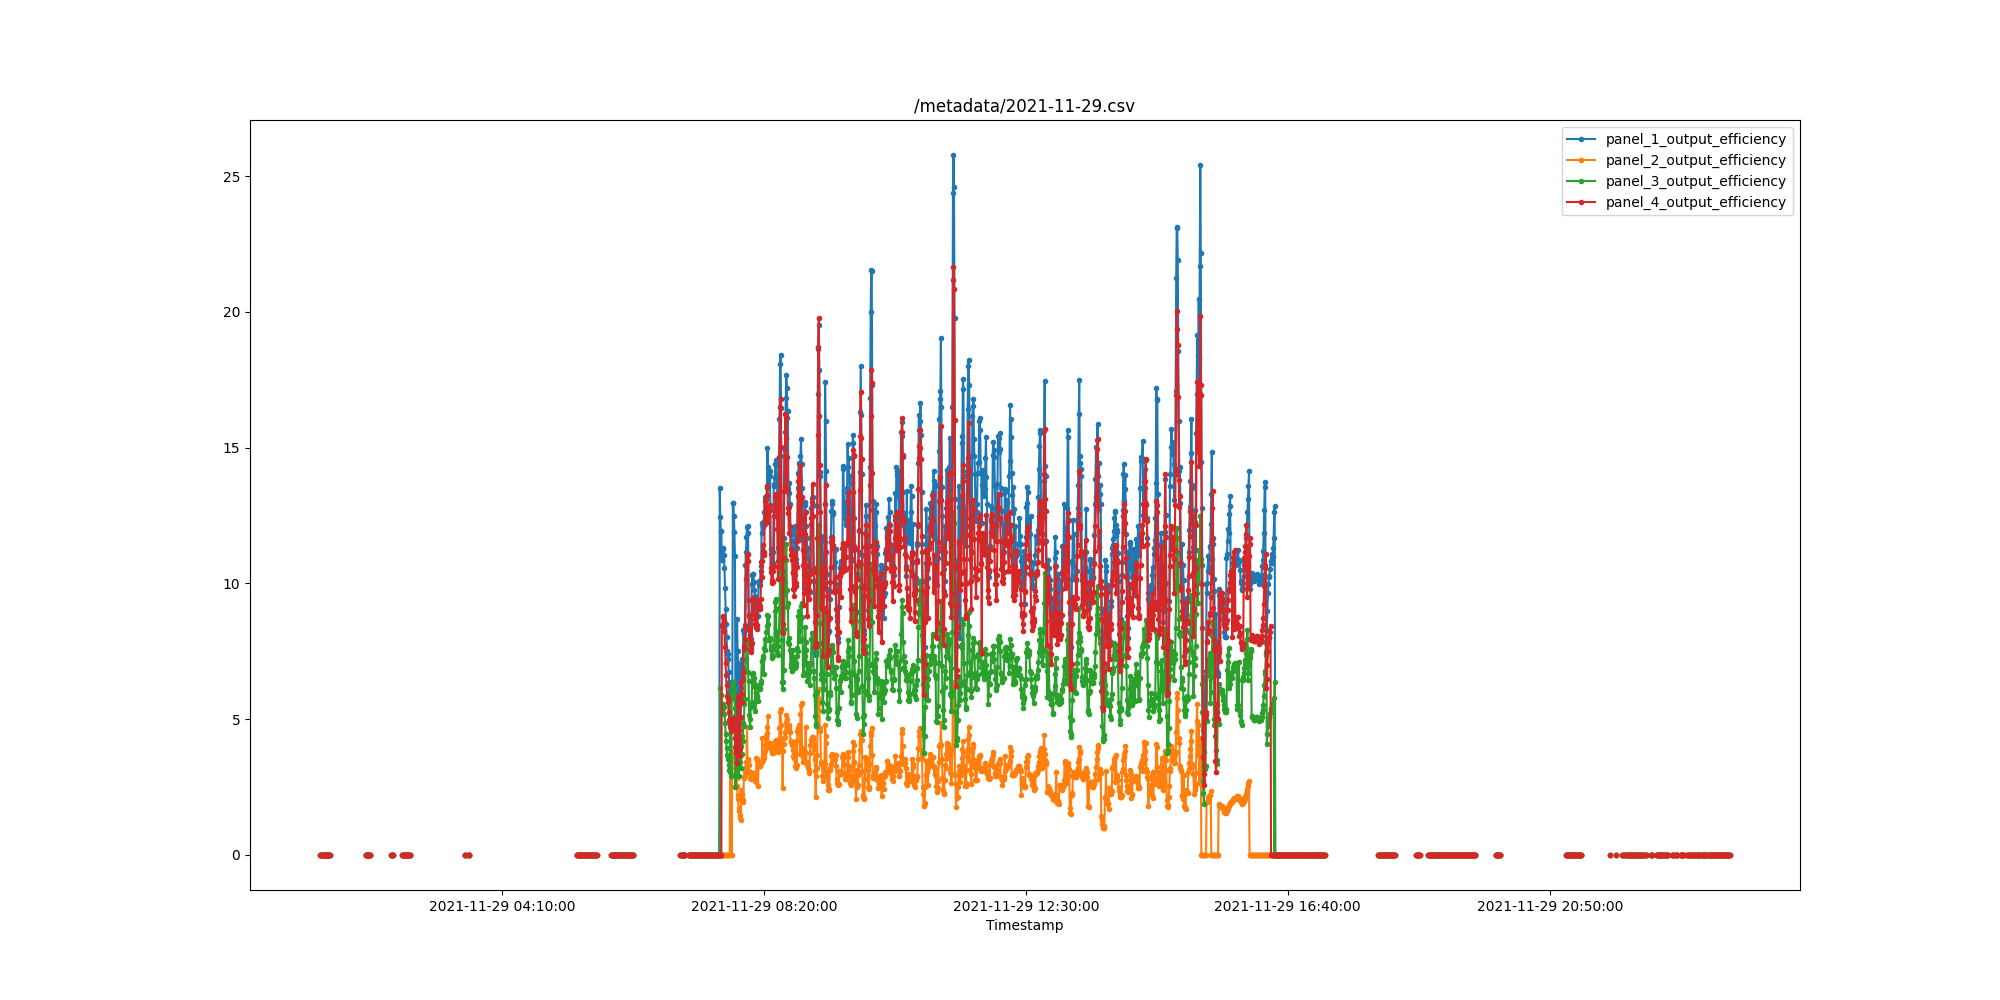 /metadata/2021-11-29.csv
panel_1_output_efficiency
panel_2_output_efficiency
panel_3_output_efficiency
panel_4_output_efficiency
25
20
15
10
5
0
2021-11-29 04:10:00
2021-11-29 08:20:00
2021-11-29 12:30:00
2021-11-29 16:40:00
2021-11-29 20:50:00
Timestamp